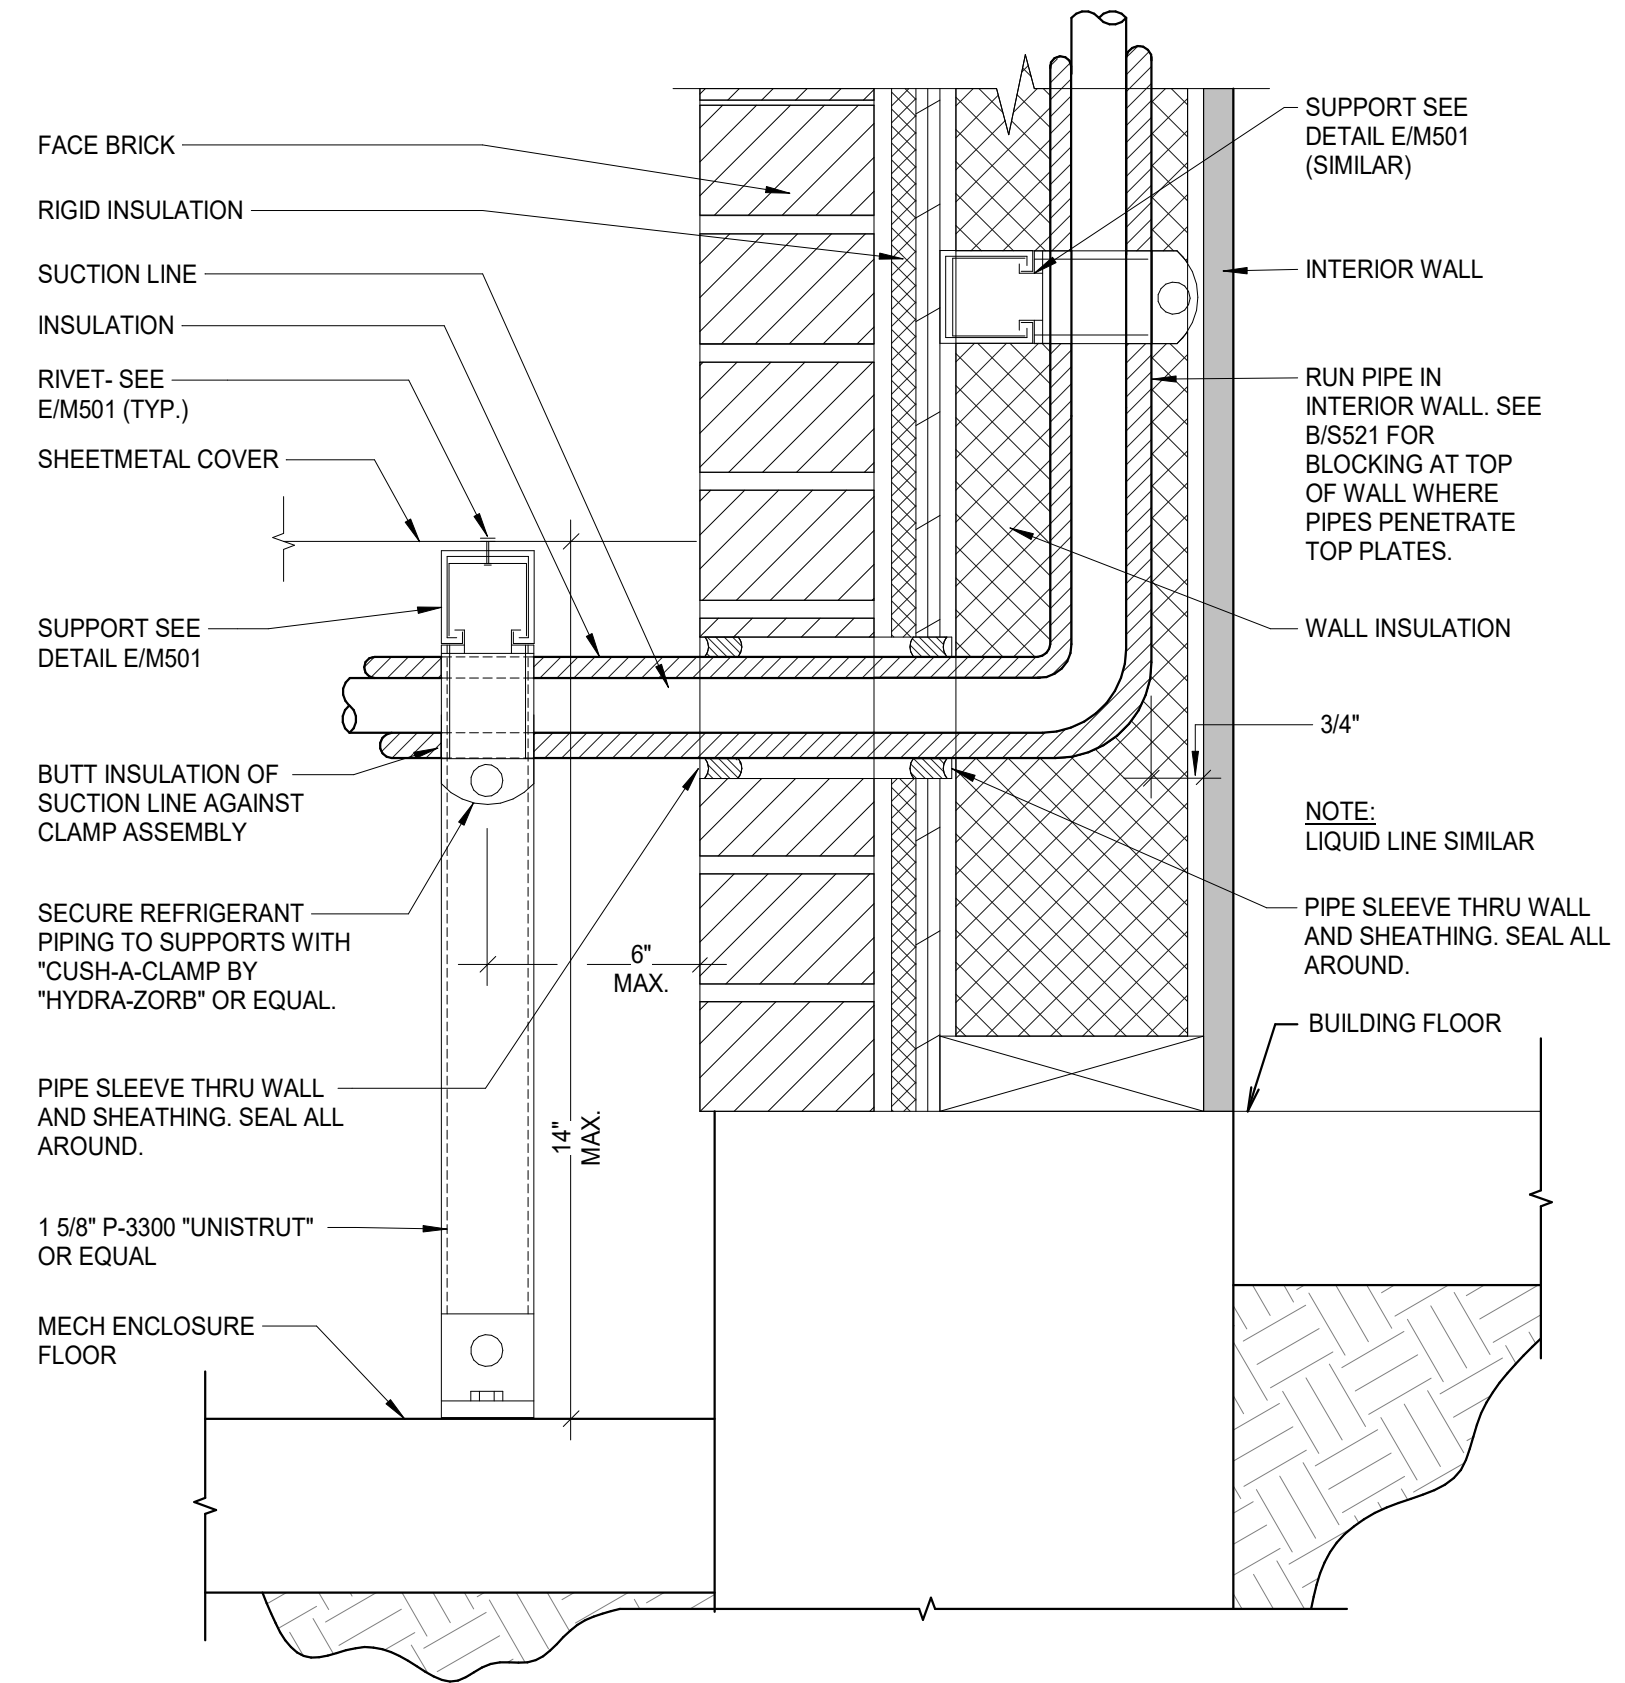 FACE BRICK
RIGID INSULATION
SUCTION LINE
INSULATION
RIVET- SEE
E/M501 (TYP.)
SHEETMETAL COVER
SUPPORT SEE
DETAIL E/M501
BUTT INSULATION OF
SUCTION LINE AGAINST
CLAMP ASSEMBLY
SECURE REFRIGERANT
PIPING TO SUPPORTS WITH
"CUSH-A-CLAMP BY
"HYDRA-ZORB" OR EQUAL.
PIPE SLEEVE THRU WALL
AND SHEATHING. SEAL ALL
AROUND.
1 5/8" P-3300 "UNISTRUT"
OR EQUAL
MECH ENCLOSURE
FLOOR
6"
MAX.
14"
MAX.
SUPPORT SEE
DETAIL E/M501
(SIMILAR)
INTERIOR WALL
RUN PIPE IN
INTERIOR WALL. SEE
B/S521 FOR
BLOCKING AT TOP
OF WALL WHERE
PIPES PENETRATE
TOP PLATES.
WALL INSULATION
3/4"
NOTE:
LIQUID LINE SIMILAR
PIPE SLEEVE THRU WALL
AND SHEATHING. SEAL ALL
AROUND.
BUILDING FLOOR